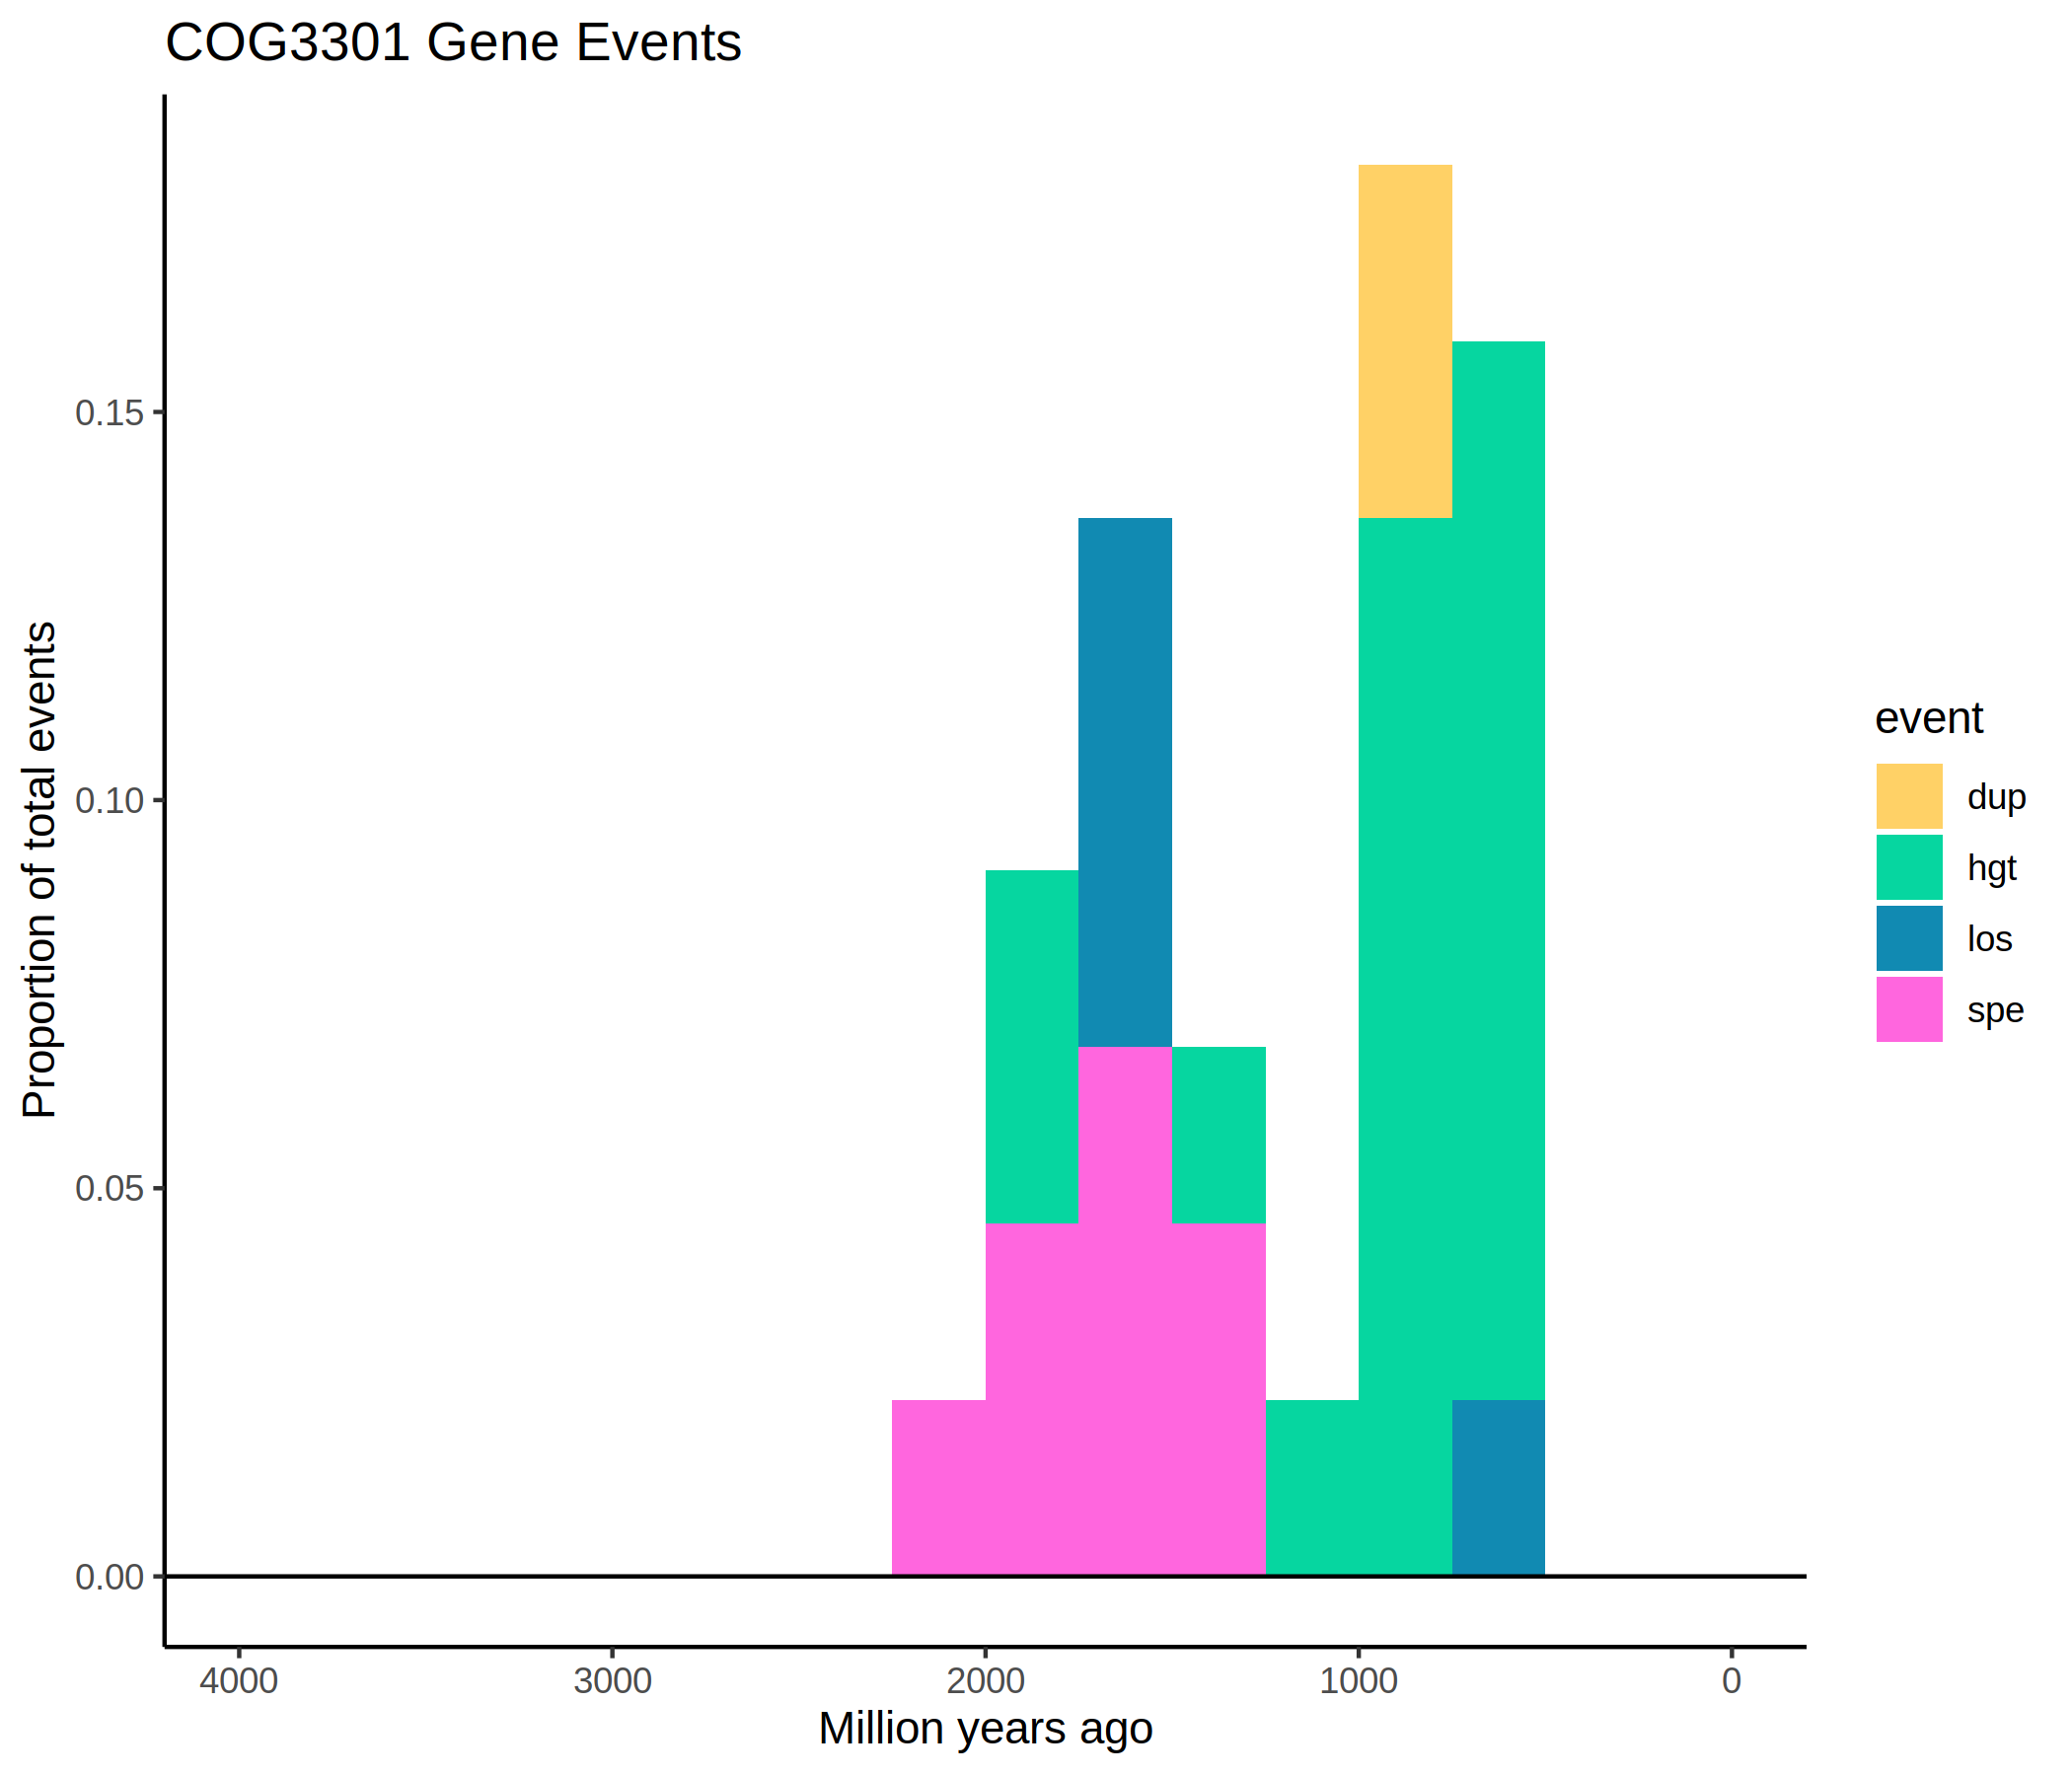 COG3301 Gene Events
Proportion of total events
0.15
0.10
0.05
0.00
4000 3000 2000 1000 0
Million years ago
event
dup
hgt
los
spe